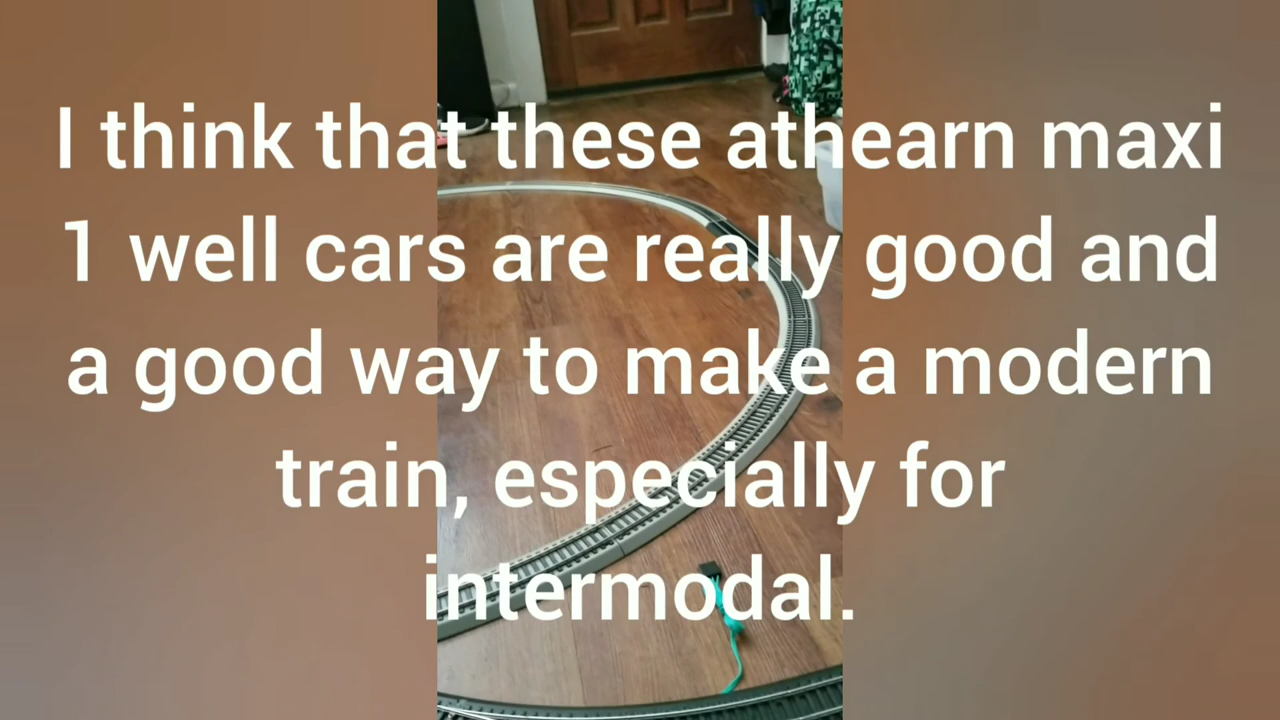 I think that these athearn maxi
1 well cars are really good and
a good way to make a modern
train, especially for
intermodal.